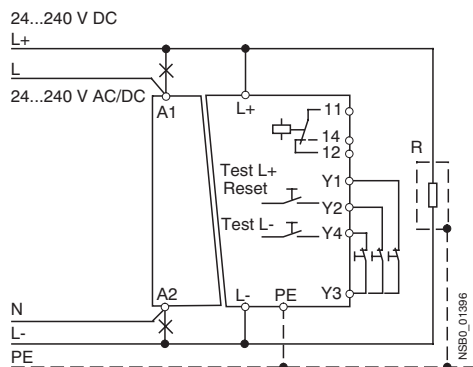 24...240 V DC
L+
L
24...240 V AC/DC
A1
L+
11
14
12
R
Test L+
Reset
Y1
Y2
Test L-
Y4
A2
L-
PE
Y3
N
L-
PE
NSB0_01396